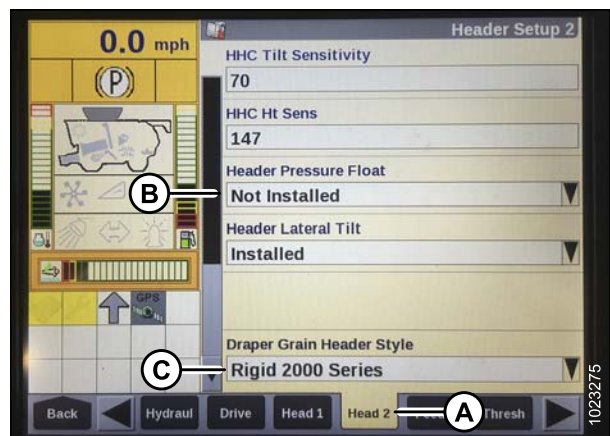 0.0 mph
Header Setup 2
(P)
HHC Tilt Sensitivity
70
HHC Ht Sens
147
Header Pressure Float
B
Not Installed
Header Lateral Tilt
Installed
GPS
Draper Grain Header Style
C
Rigid 2000 Series
Back
Hydraul
Drive
Head 1
Head 2
A
Thresh
1023275